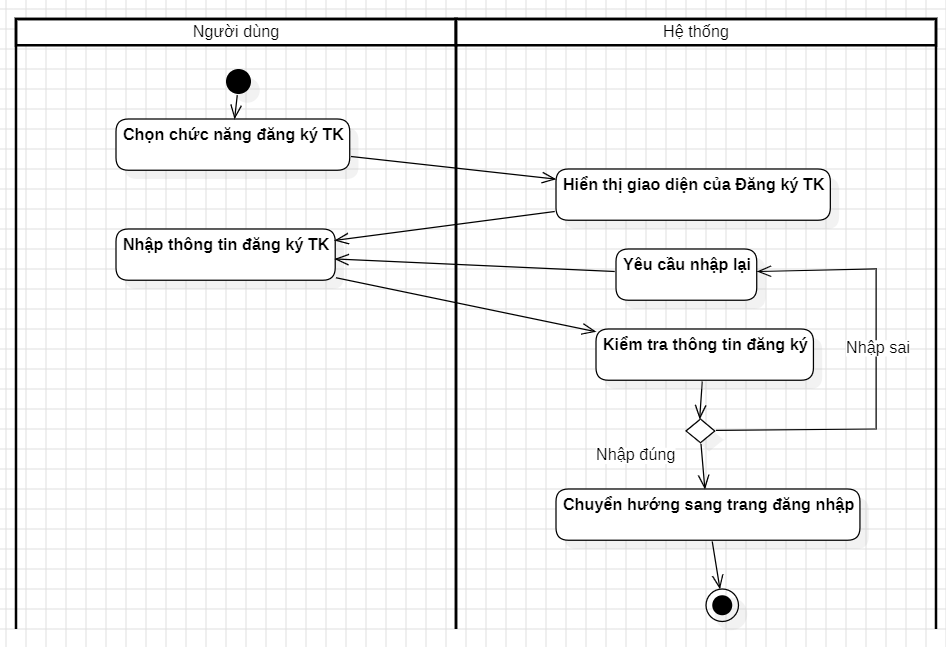 Người dùng
Hệ thống
Chọn chức năng đăng ký TK
Hiển thị giao diện của Đăng ký TK
Nhập thông tin đăng ký TK
Yêu cầu nhập lại
Kiểm tra thông tin đăng ký
Nhập sai
Nhập đúng
Chuyển hướng sang trang đăng nhập